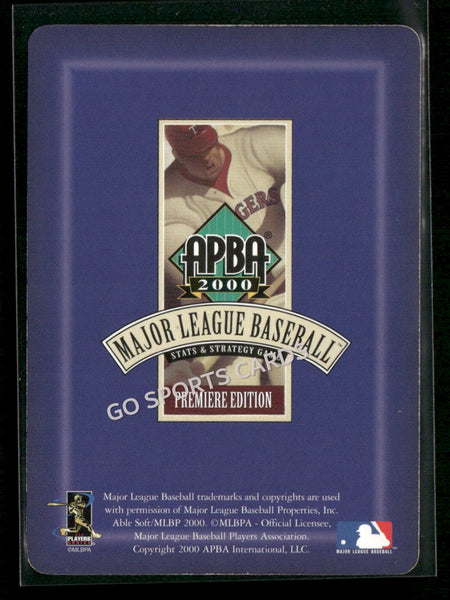 T
GERS
APBA®
2000
MAJOR LEAGUE BASEBALL™
STATS & STRATEGY
GO SPORTS CARDS
PREMIERE EDITION
Major League Baseball trademarks and copyrights are used
with permission of Major League Baseball Properties, Inc.
Able Soft/MLBP 2000. ©MLBPA - Official Licensee,
Major League Baseball Players Association.
Copyright 2000 APBA International, LLC.
PLAYERS
CHOICE
©MLBPA
MAJOR LEAGUE BASEBALL